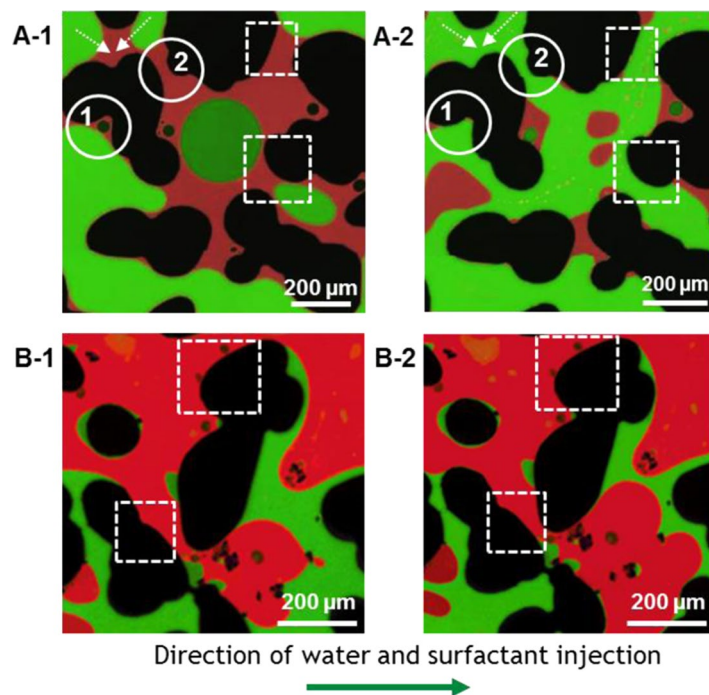 A-1
2
1
200 µm
A-2
2
1
200 µm
B-1
200 µm
B-2
200 µm
Direction of water and surfactant injection